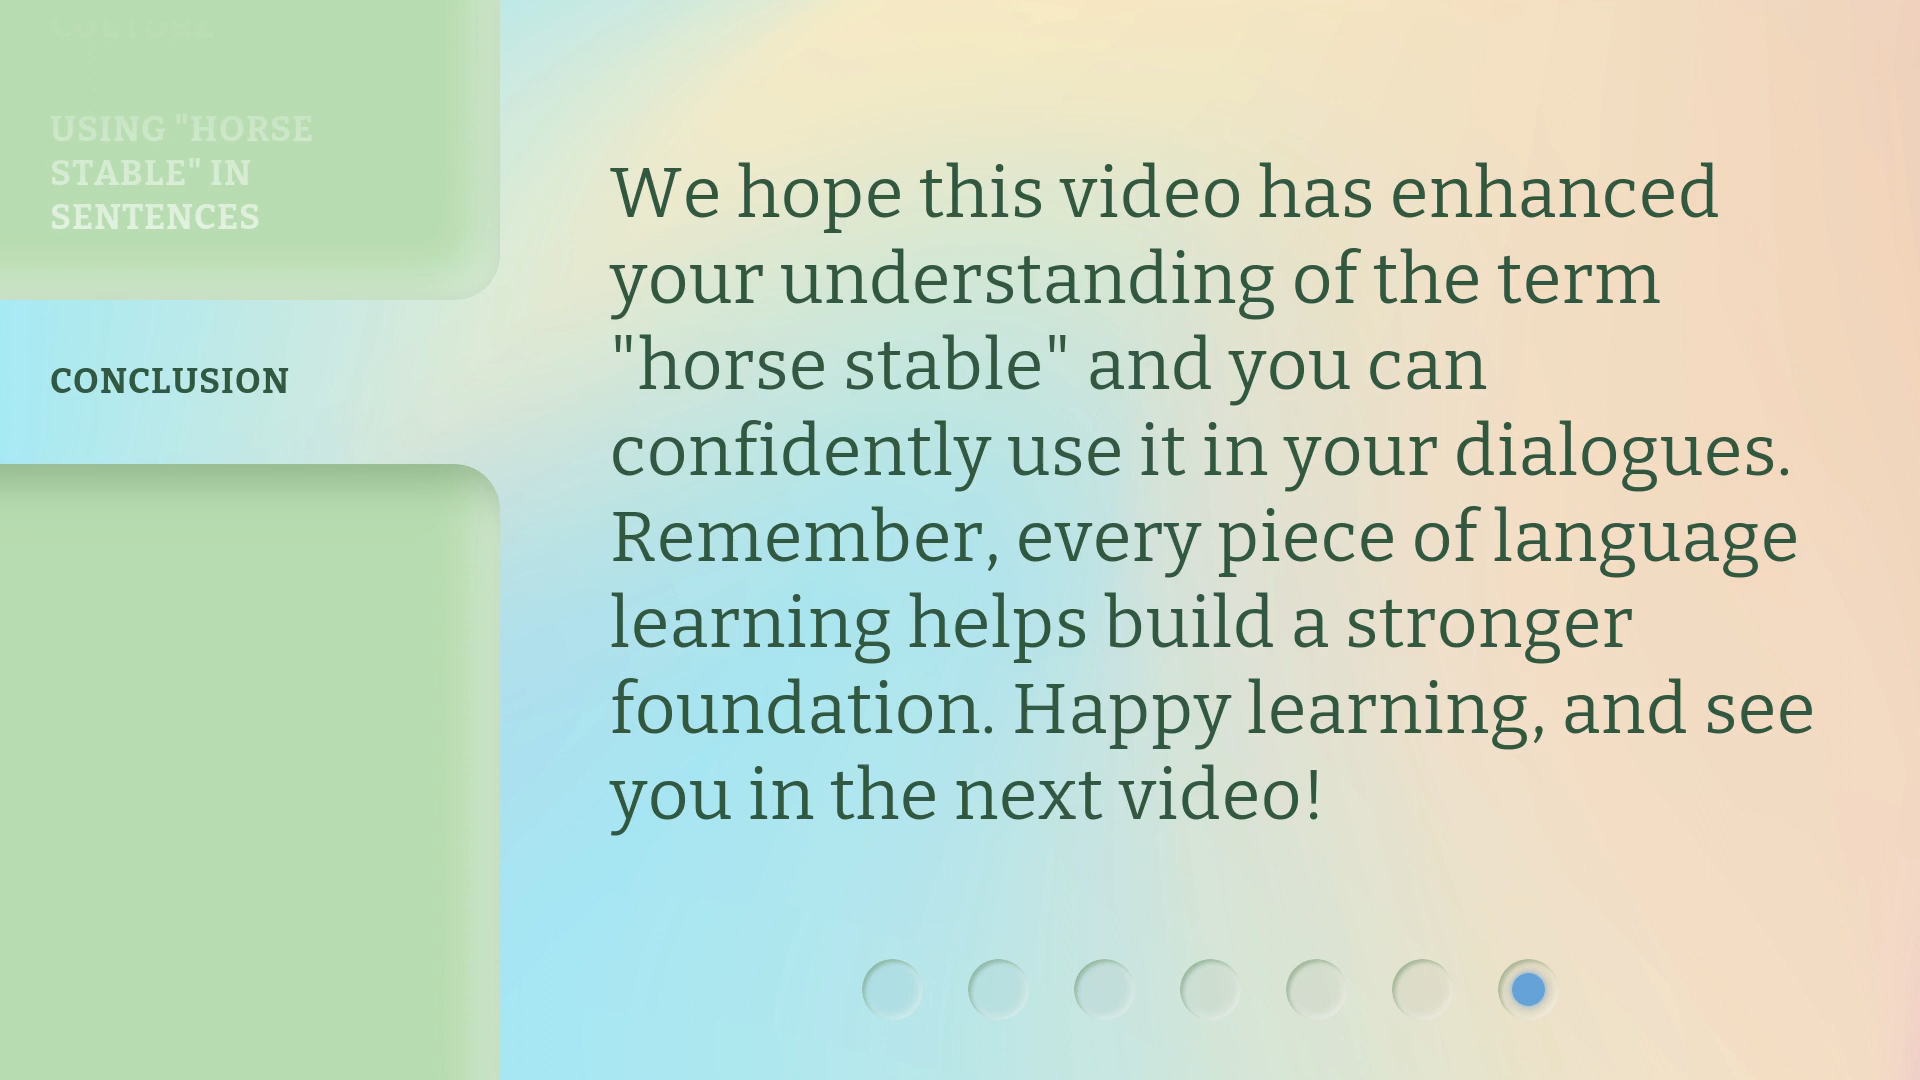 USING "HORSE
STABLE" IN
SENTENCES
CONCLUSION
We hope this video has enhanced
your understanding of the term
"horse stable" and you can
confidently use it in your dialogues.
Remember, every piece of language
learning helps build a stronger
foundation. Happy learning, and see
you in the next video!